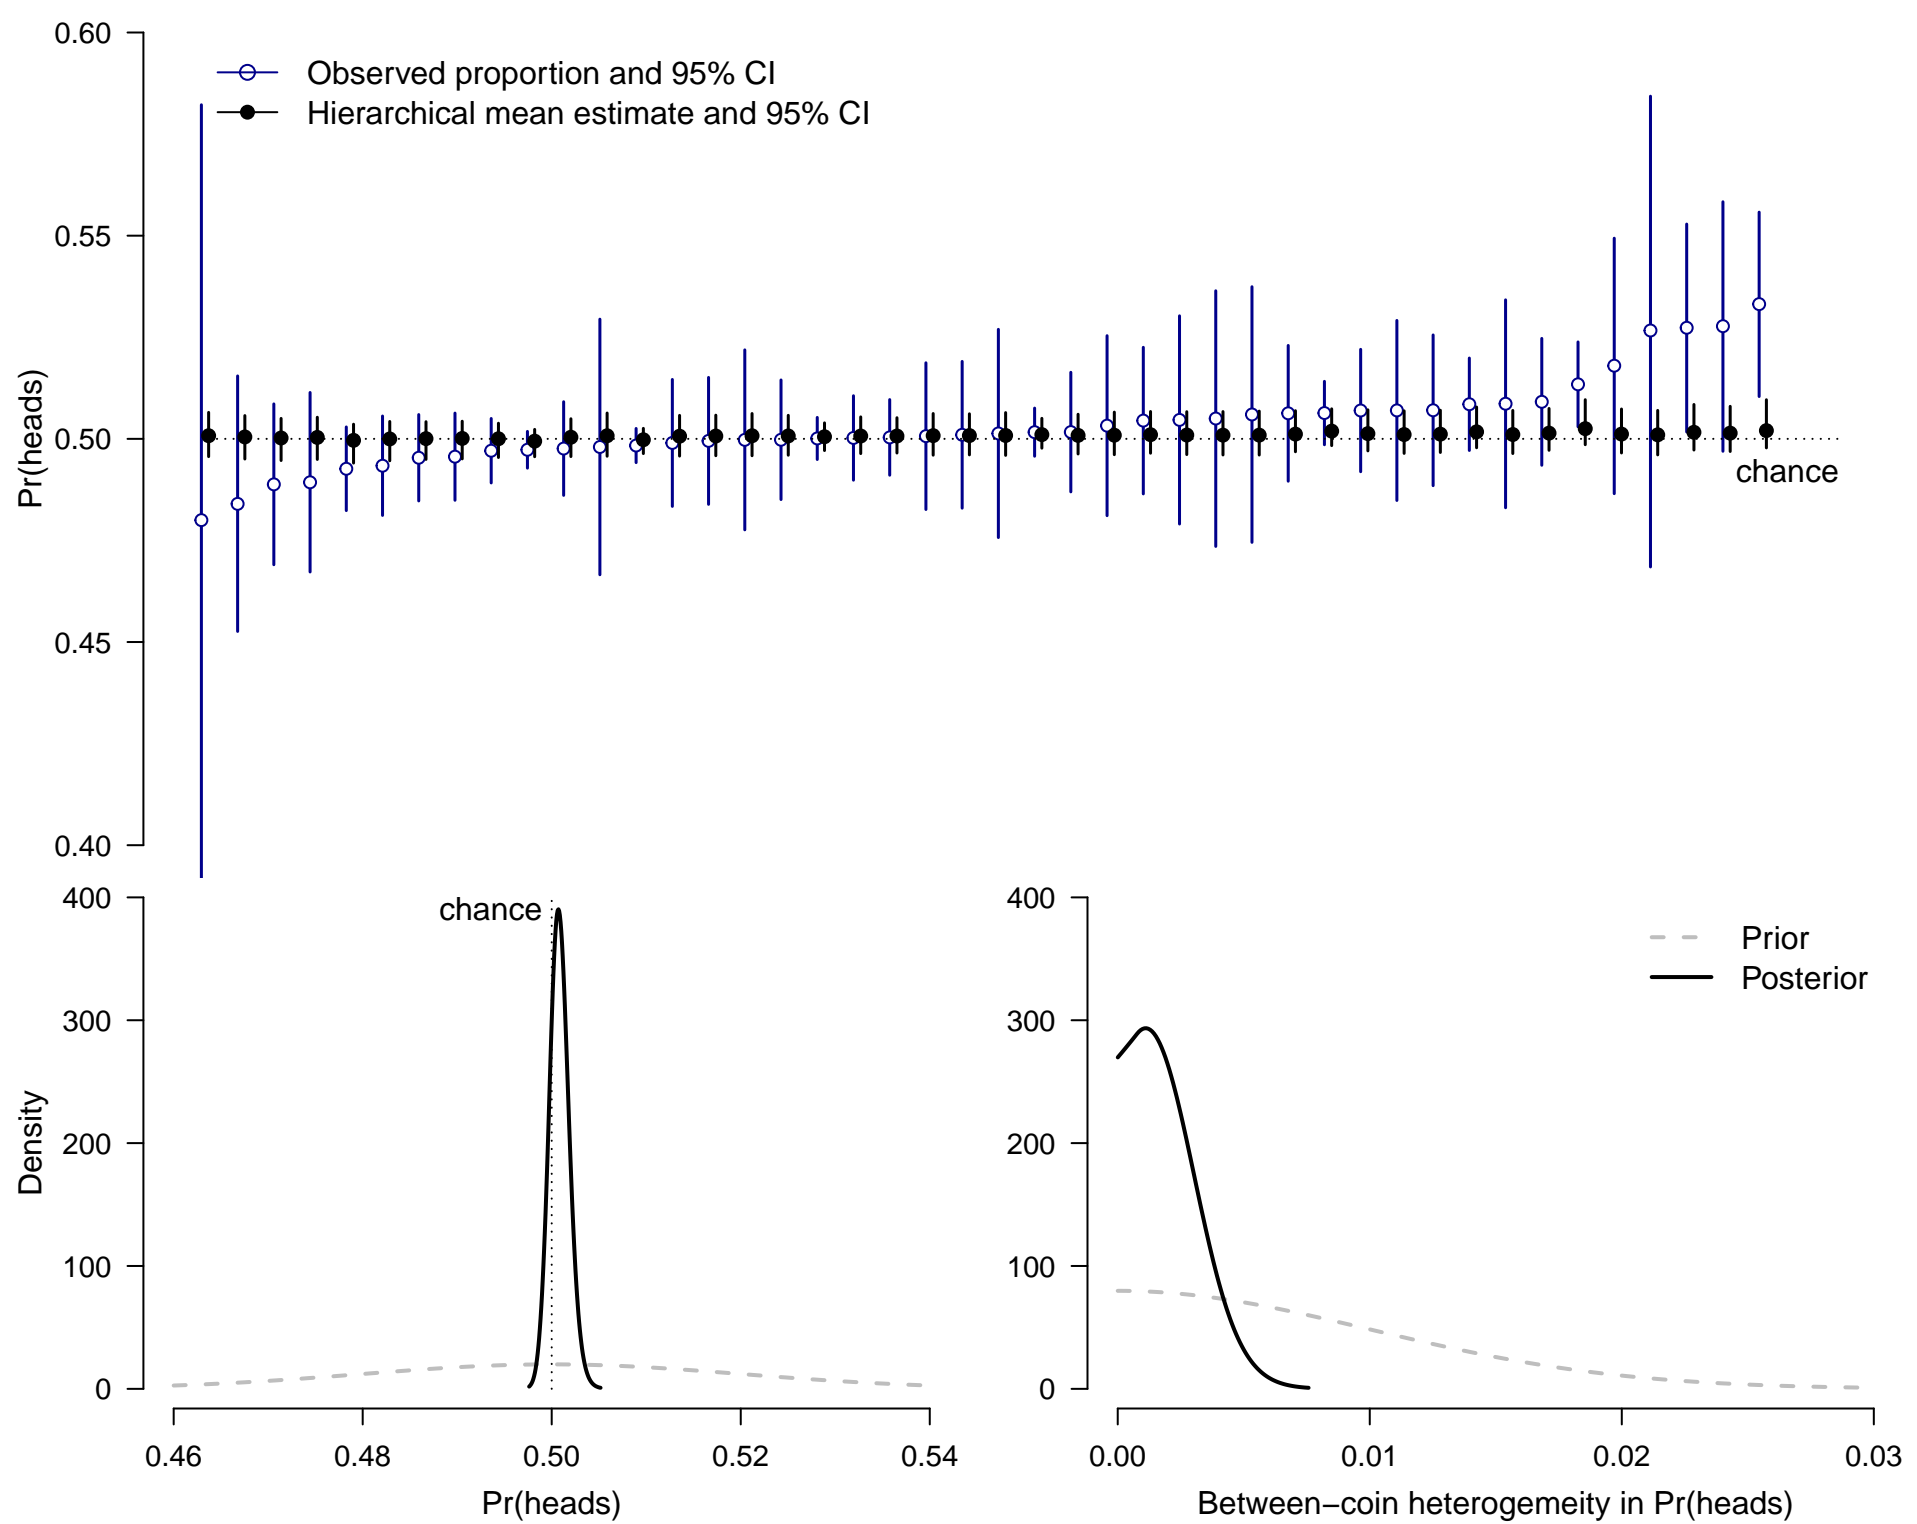 0.60
Observed proportion and 95% CI
Hierarchical mean estimate and 95% CI
0.55
0.50
0.45
0.40
Pr(heads)
chance
400
300
200
100
0
Density
chance
0.46 0.48 0.50 0.52 0.54
Pr(heads)
400
300
200
100
0
Prior
Posterior
0.00 0.01 0.02 0.03
Between−coin heterogemeity in Pr(heads)